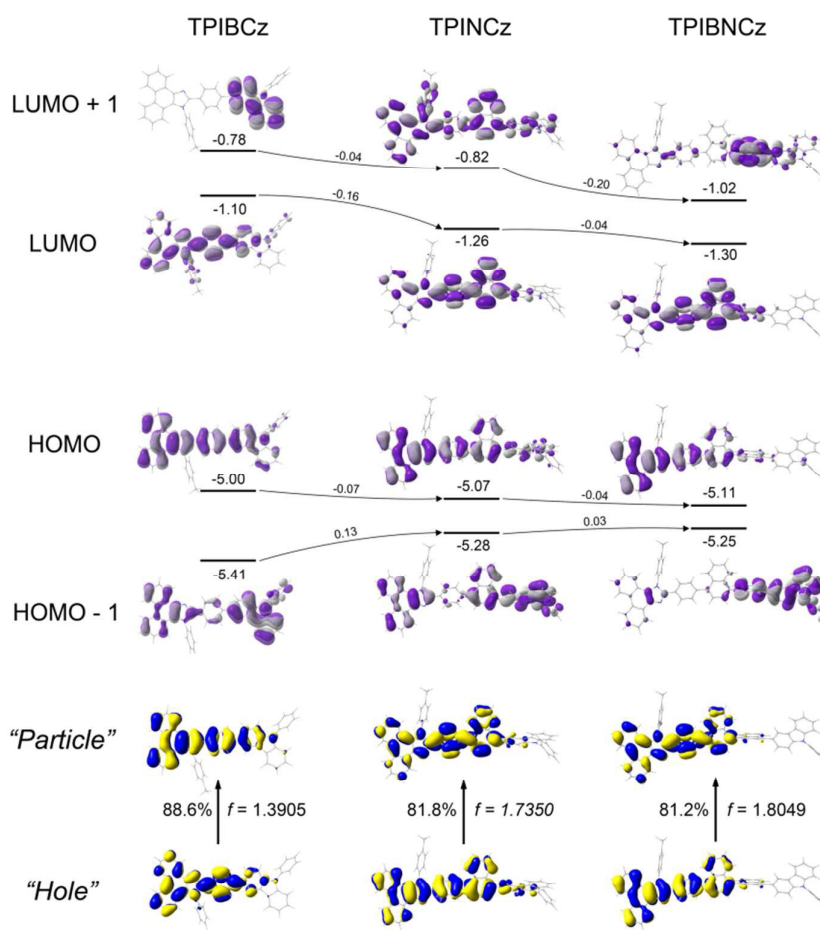 TPIBCz TPINCz TPIBNCz
LUMO + 1
-0.78 -0.04 -0.82 -0.20 -1.02
LUMO
-1.10 -0.16 -1.26 -0.04 -1.30
HOMO
-5.00 -0.07 -5.07 -0.04 -5.11
HOMO - 1
-5.41 0.13 -5.28 0.03 -5.25
“Particle”
88.6% f = 1.3905 81.8% f = 1.7350 81.2% f = 1.8049
“Hole”